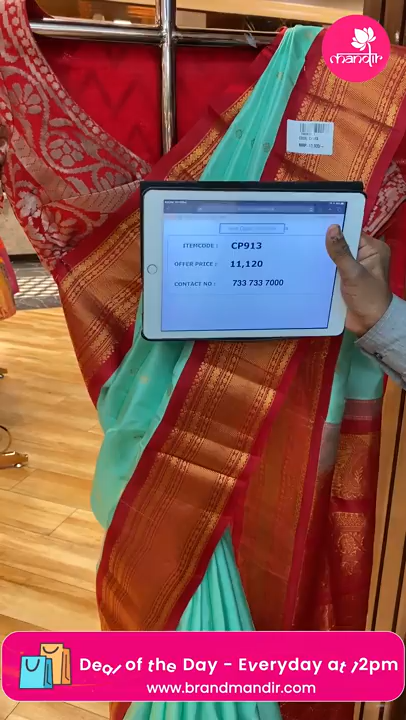 mandir
ITEMCODE : CP913
OFFER PRICE : 11,120
CONTACT NO : 733 733 7000
Deal of the Day - Everyday at 12pm
www.brandmandir.com